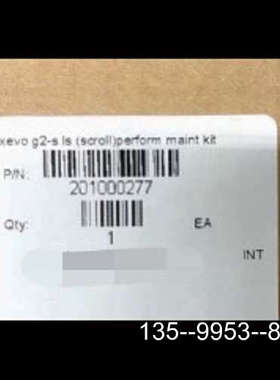 xevo g2-s ls (scroll)perform maint kit
P/N:
201000277
Qty:
EA
1
INT
135--9953--8